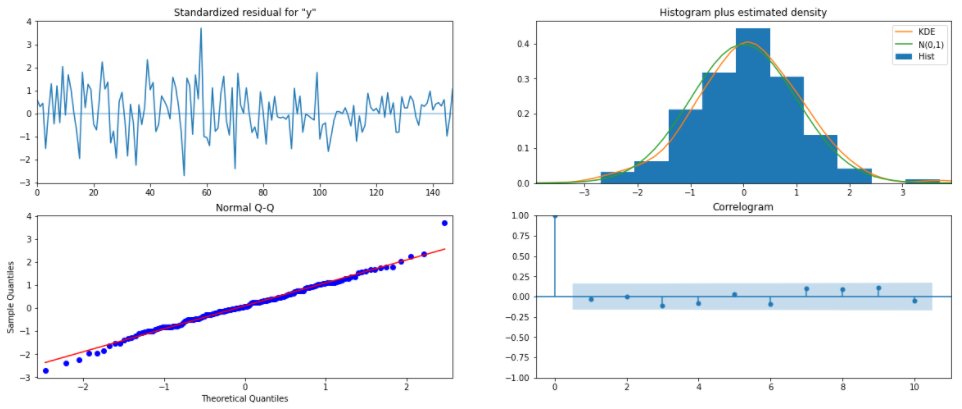 Standardized residual for "y"
4
3
2
1
0
−1
−2
−3
0 20 40 60 80 100 120 140
Histogram plus estimated density
KDE
N(0,1)
Hist
0.4
0.3
0.2
0.1
0.0
−3 −2 −1 0 1 2 3
Normal Q-Q
Sample Quantiles
4
3
2
1
0
−1
−2
−3
−2 −1 0 1 2
Theoretical Quantiles
Correlogram
1.00
0.75
0.50
0.25
0.00
−0.25
−0.50
−0.75
−1.00
0 2 4 6 8 10